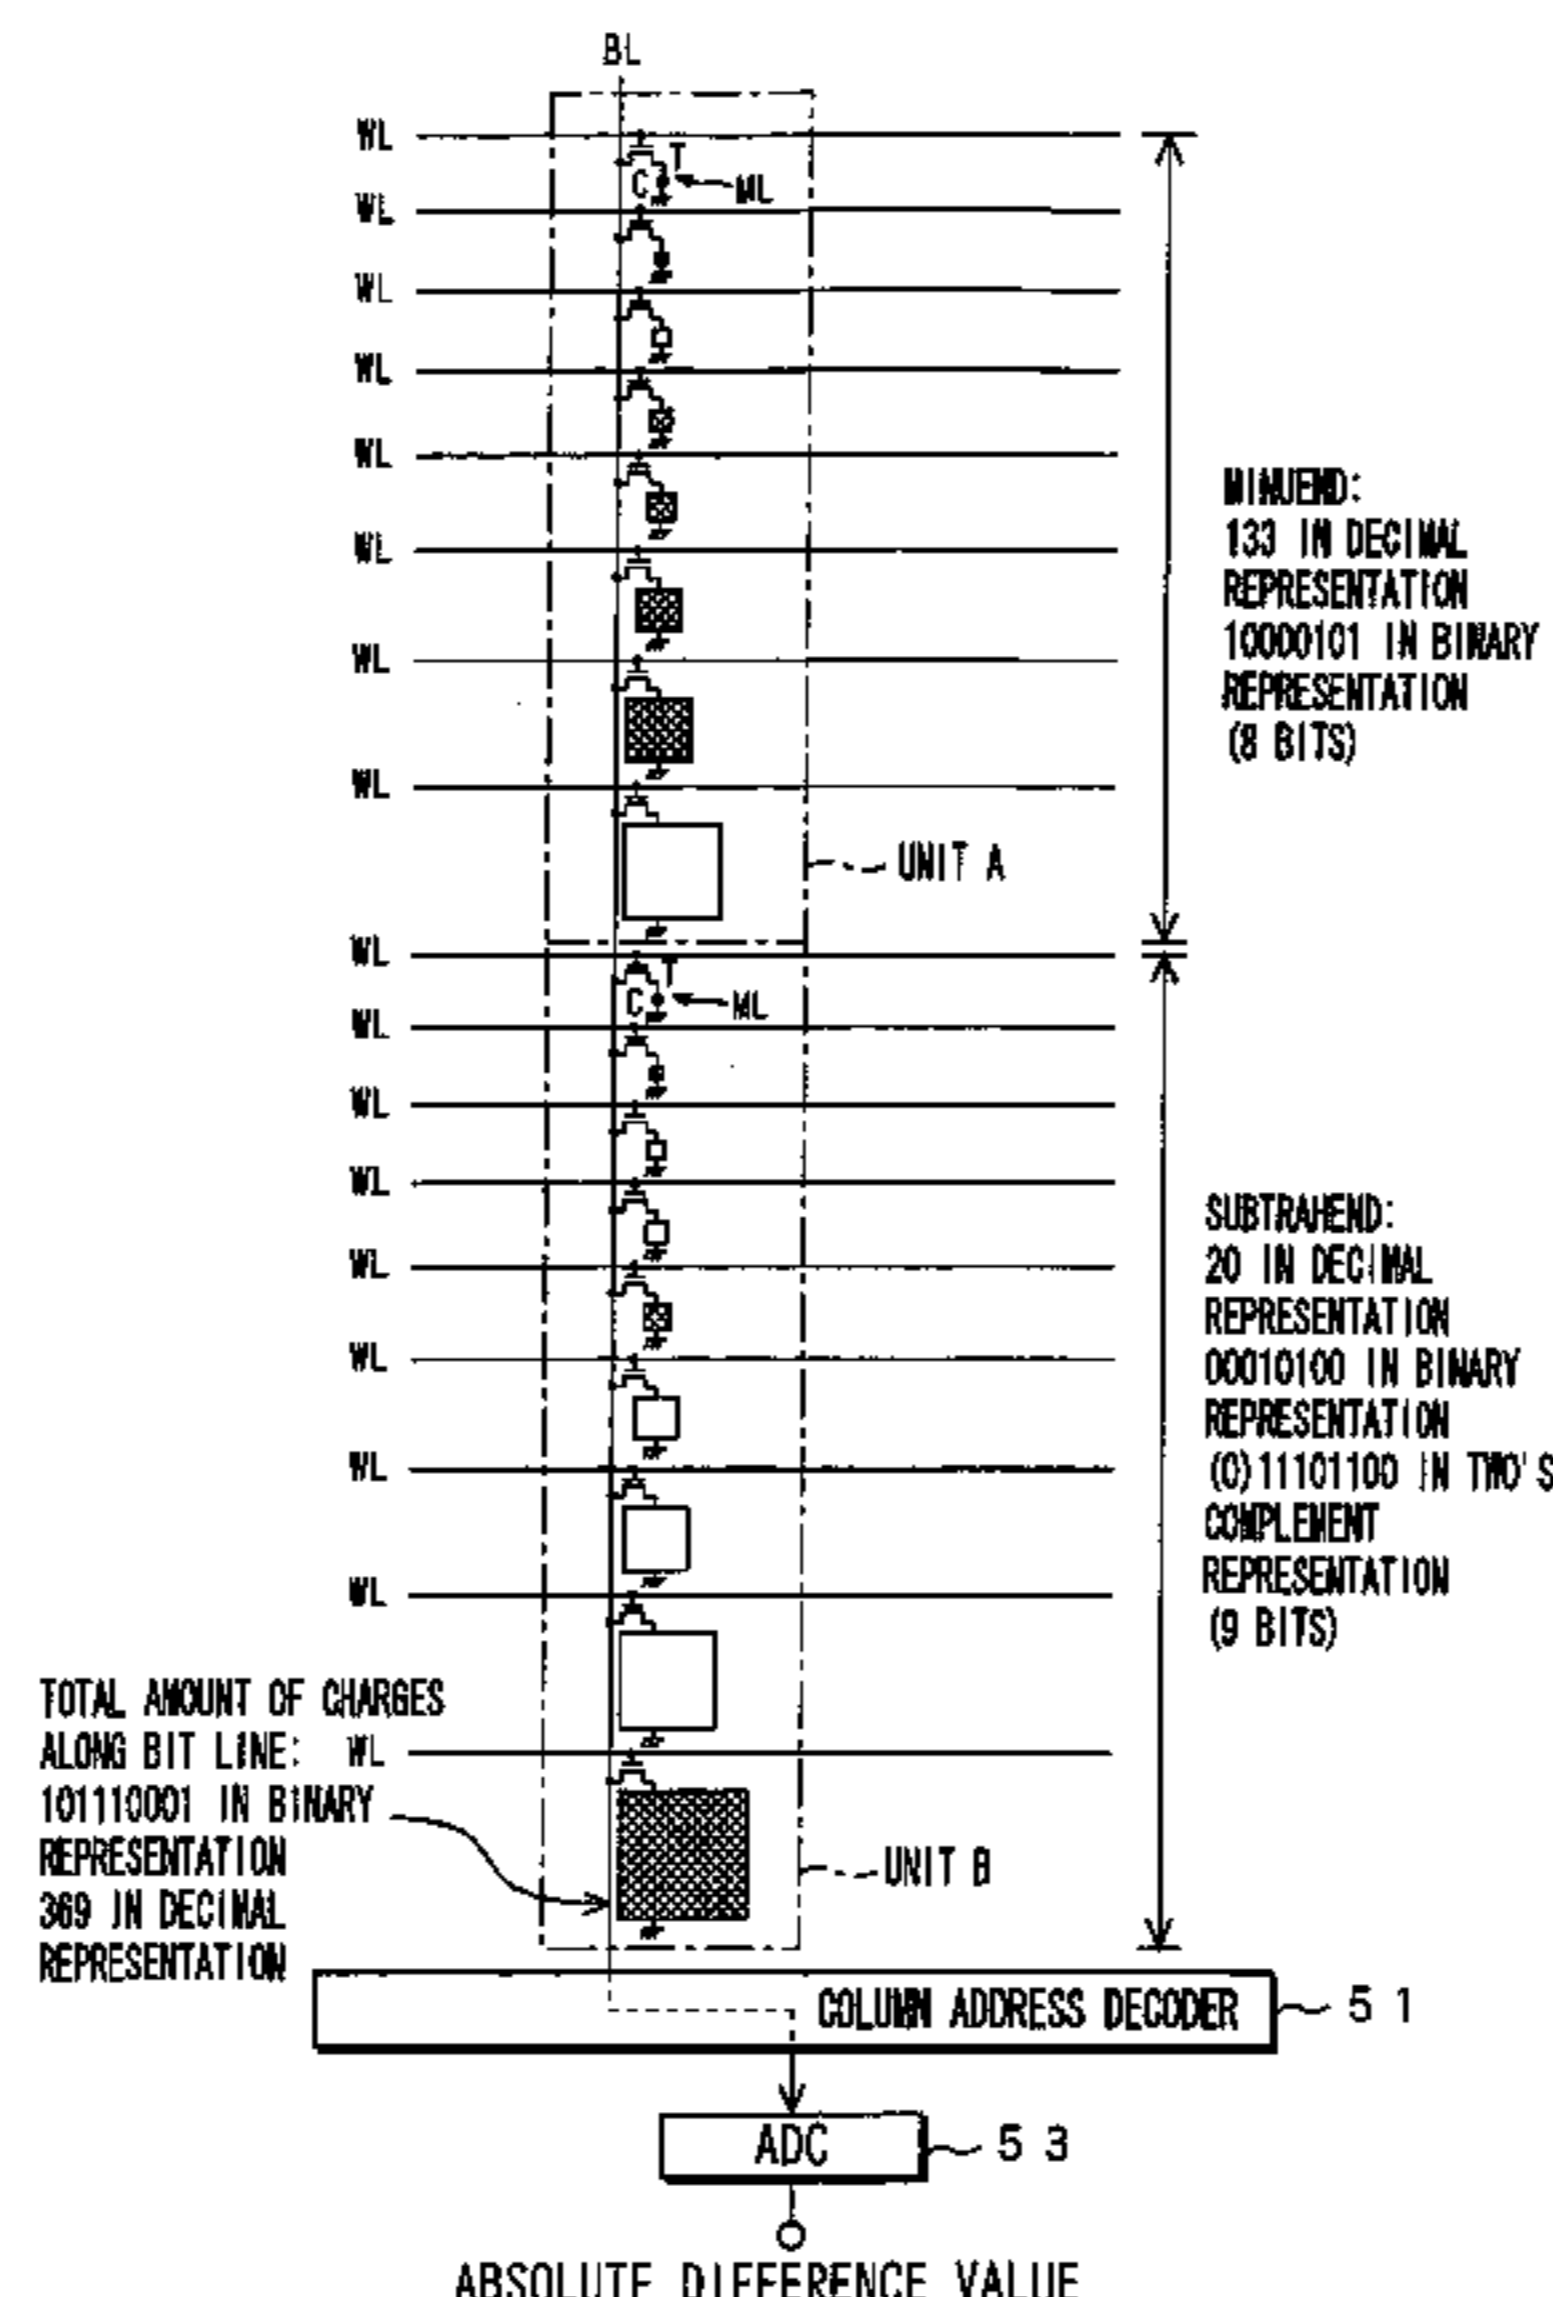 BL
WL
T
C
ML
WL
WL
WL
WL
WL
WL
WL
MINUEND:
133 IN DECIMAL
REPRESENTATION
10000101 IN BINARY
REPRESENTATION
(8 BITS)
UNIT A
WL
T
C
ML
WL
WL
WL
WL
WL
WL
WL
SUBTRAHEND:
20 IN DECIMAL
REPRESENTATION
00010100 IN BINARY
REPRESENTATION
(0)11101100 IN TWO'S
COMPLEMENT
REPRESENTATION
(9 BITS)
TOTAL AMOUNT OF CHARGES
ALONG BIT LINE: WL
101110001 IN BINARY
REPRESENTATION
369 IN DECIMAL
REPRESENTATION
UNIT B
COLUMN ADDRESS DECODER
51
ADC
53
ABSOLUTE DIFFERENCE VALUE